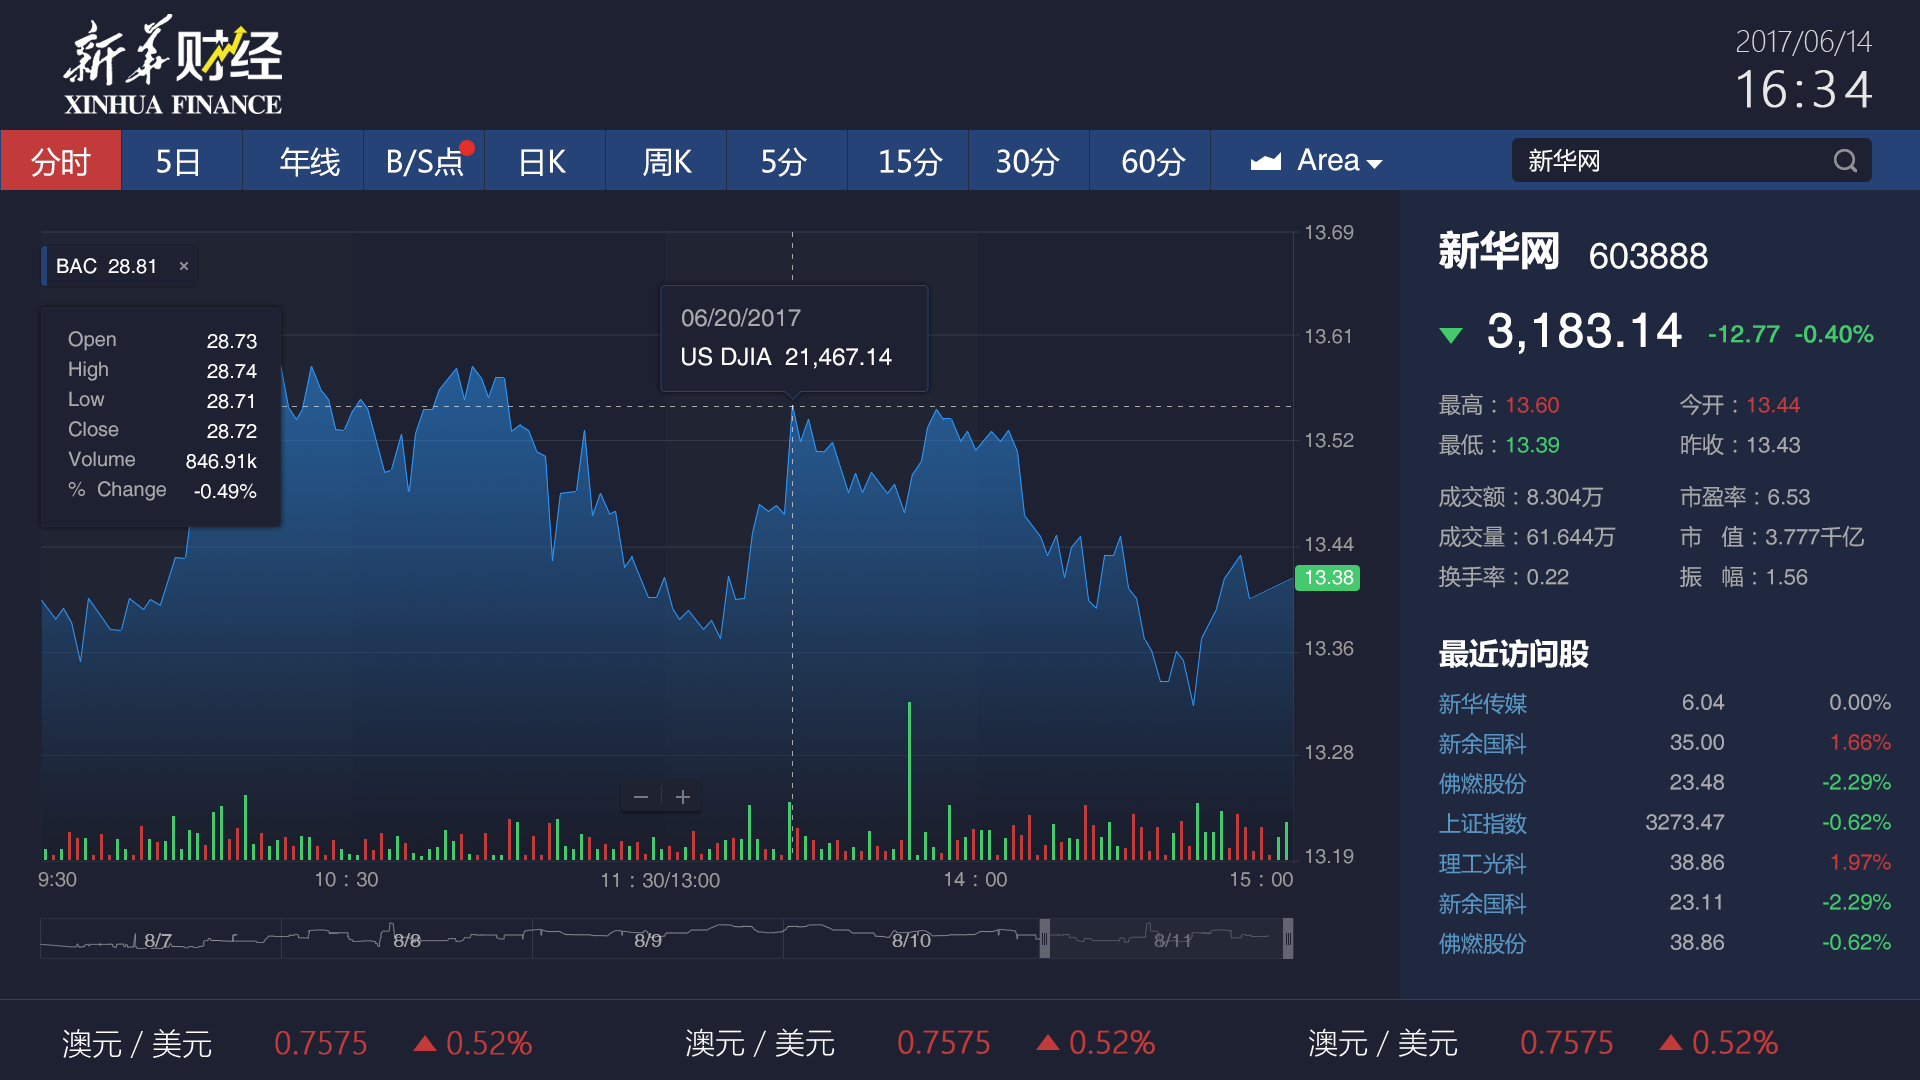 新华财经
XINHUA FINANCE
2017/06/14
16:34
分时 5日 年线 B/S点 日K 周K 5分 15分 30分 60分 Area 新华网
BAC 28.81 ×
Open 28.73
High 28.74
Low 28.71
Close 28.72
Volume 846.91k
% Change -0.49%
06/20/2017
US DJIA 21,467.14
13.69
13.61
13.52
13.44
13.38
13.36
13.28
13.19
− +
9:30 10：30 11：30/13:00 14：00 15：00
8/7 8/8 8/9 8/10 8/11
新华网 603888
3,183.14 -12.77 -0.40%
最高：13.60 今开：13.44
最低：13.39 昨收：13.43
成交额：8.304万 市盈率：6.53
成交量：61.644万 市 值：3.777千亿
换手率：0.22 振 幅：1.56
最近访问股
新华传媒 6.04 0.00%
新余国科 35.00 1.66%
佛燃股份 23.48 -2.29%
上证指数 3273.47 -0.62%
理工光科 38.86 1.97%
新余国科 23.11 -2.29%
佛燃股份 38.86 -0.62%
澳元 / 美元 0.7575 ▲ 0.52% 澳元 / 美元 0.7575 ▲ 0.52% 澳元 / 美元 0.7575 ▲ 0.52%